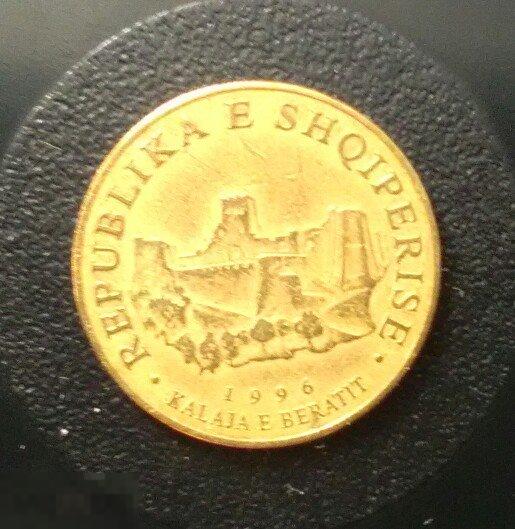 REPUBLIKA E SHQIPERISE
1996
KALAJA E BERATIT